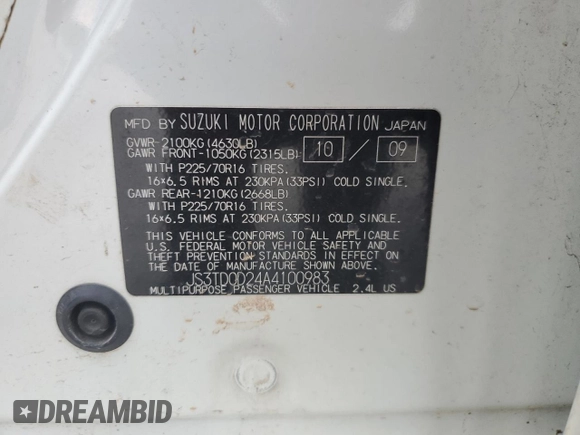 MFD BY SUZUKI MOTOR CORPORATION JAPAN
GVWR-2100KG(4630LB)
GAWR FRONT-1050KG(2315LB) 10 / 09
WITH P225/70R16 TIRES.
16×6.5 RIMS AT 230KPA(33PSI) COLD SINGLE.
GAWR REAR-1210KG(2668LB)
WITH P225/70R16 TIRES.
16×6.5 RIMS AT 230KPA(33PSI) COLD SINGLE.
THIS VEHICLE CONFORMS TO ALL APPLICABLE
U.S. FEDERAL MOTOR VEHICLE SAFETY AND
THEFT PREVENTION STANDARDS IN EFFECT ON
THE DATE OF MANUFACTURE SHOWN ABOVE.
JS3TD0D24A4100983
MULTIPURPOSE PASSENGER VEHICLE 2.4L US
DREAMBID